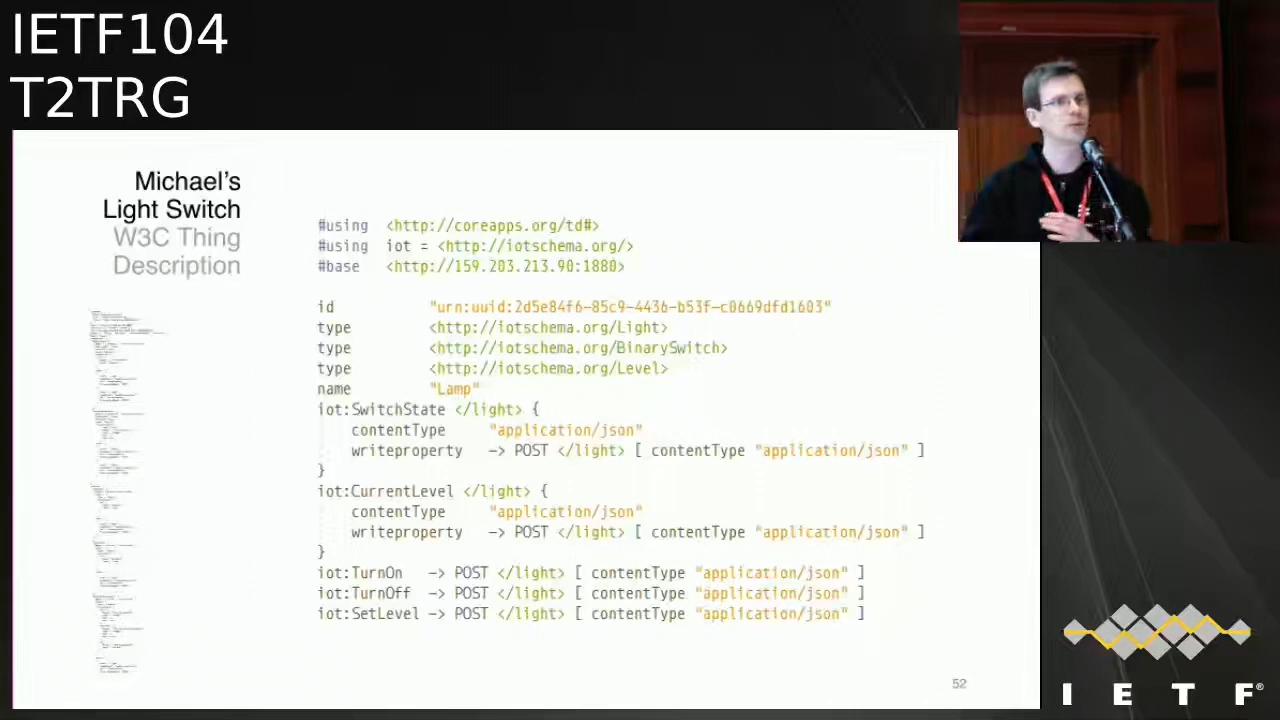 IETF104
T2TRG
Michael's
Light Switch
W3C Thing
Description
#using <http://coreapps.org/td#>
#using iot = <http://iotschema.org/>
#base <http://159.203.213.90:1880>
id "urn:uuid:2d5e84f6-85c9-4436-b53f-c0669dfd1603"
type <http://iotschema.org/Light>
type <http://iotschema.org/BinarySwitch>
type <http://iotschema.org/Level>
name "Lamp"
iot:SwitchState </light> {
contentType "application/json"
writeproperty -> POST </light> [ contentType "application/json" ]
}
iot:CurrentLevel </light>
contentType "application/json"
writeproperty -> POST </light> [ contentType "application/json" ]
}
iot:TurnOn -> POST </light> [ contentType "application/json" ]
iot:TurnOff -> POST </light> [ contentType "application/json" ]
iot:SetLevel -> POST </light> [ contentType "application/json" ]
52
I E T F®